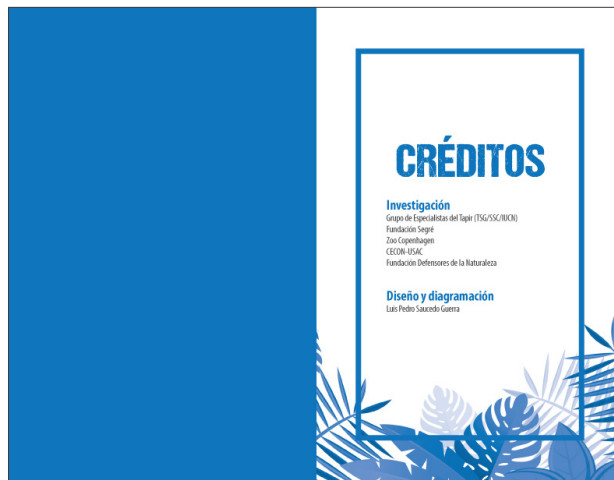 CRÉDITOS
Investigación
Grupo de Especialistas del Tapir (TSG/SSC/IUCN)
Fundación Segré
Zoo Copenhagen
CECON-USAC
Fundación Defensores de la Naturaleza
Diseño y diagramación
Luis Pedro Saucedo Guerra